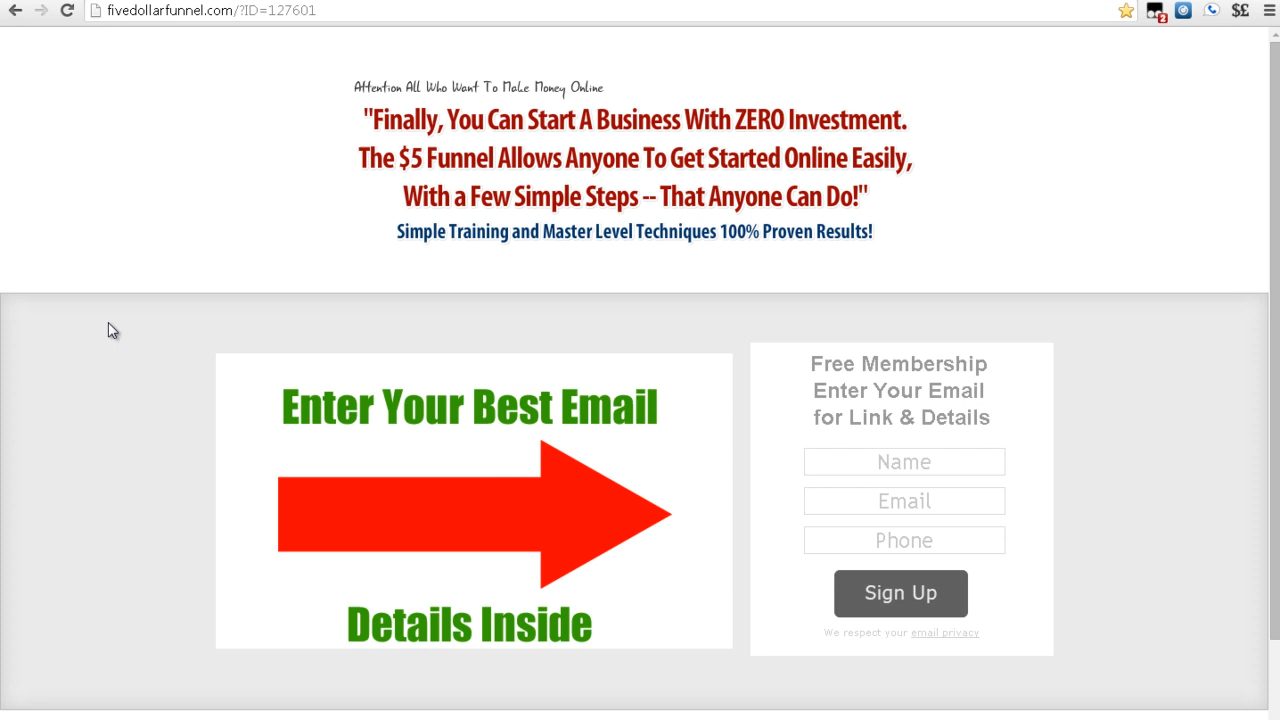 fivedollarfunnel.com/?ID=127601
2
$£
Attention All Who Want To Make Money Online
"Finally, You Can Start A Business With ZERO Investment.
The $5 Funnel Allows Anyone To Get Started Online Easily,
With a Few Simple Steps -- That Anyone Can Do!"
Simple Training and Master Level Techniques 100% Proven Results!
Enter Your Best Email
Details Inside
Free Membership
Enter Your Email
for Link & Details
Name
Email
Phone
Sign Up
We respect your email privacy